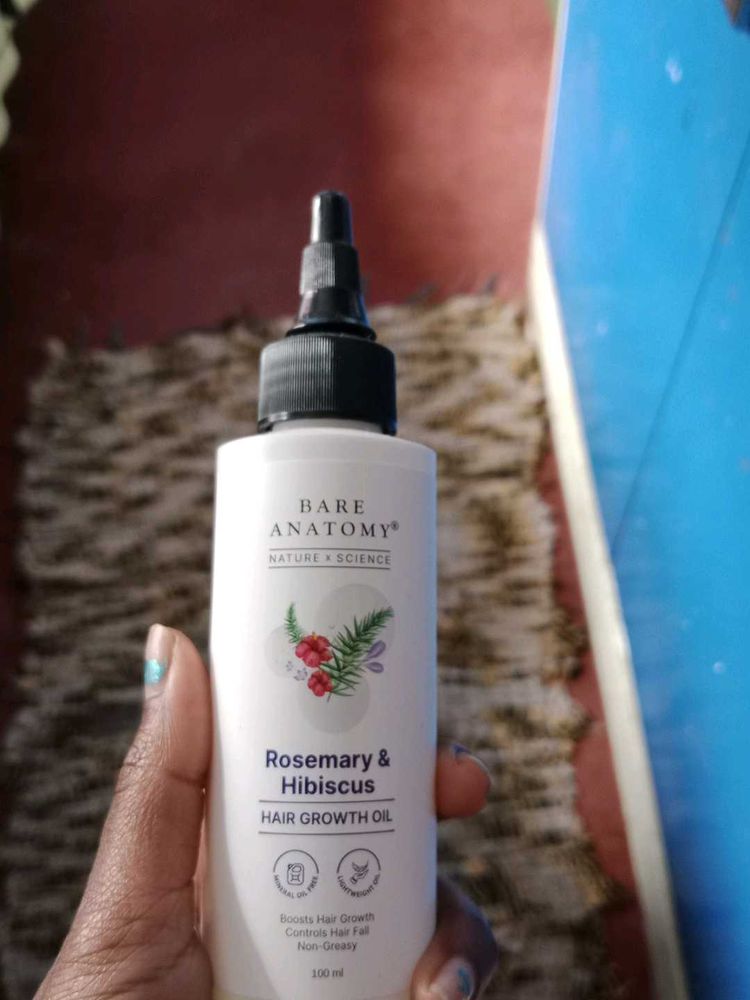 BARE
ANATOMY®
NATURE x SCIENCE
Rosemary &
Hibiscus
HAIR GROWTH OIL
MINERAL OIL FREE
LIGHTWEIGHT OIL
Boosts Hair Growth
Controls Hair Fall
Non-Greasy
100 ml